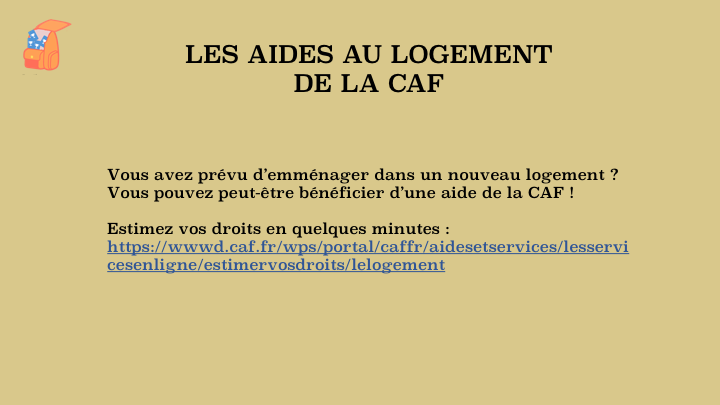 LES AIDES AU LOGEMENT
DE LA CAF
Vous avez prévu d’emménager dans un nouveau logement ?
Vous pouvez peut-être bénéficier d’une aide de la CAF !
Estimez vos droits en quelques minutes :
https://wwwd.caf.fr/wps/portal/caffr/aidesetservices/lesservi
cesenligne/estimervosdroits/lelogement